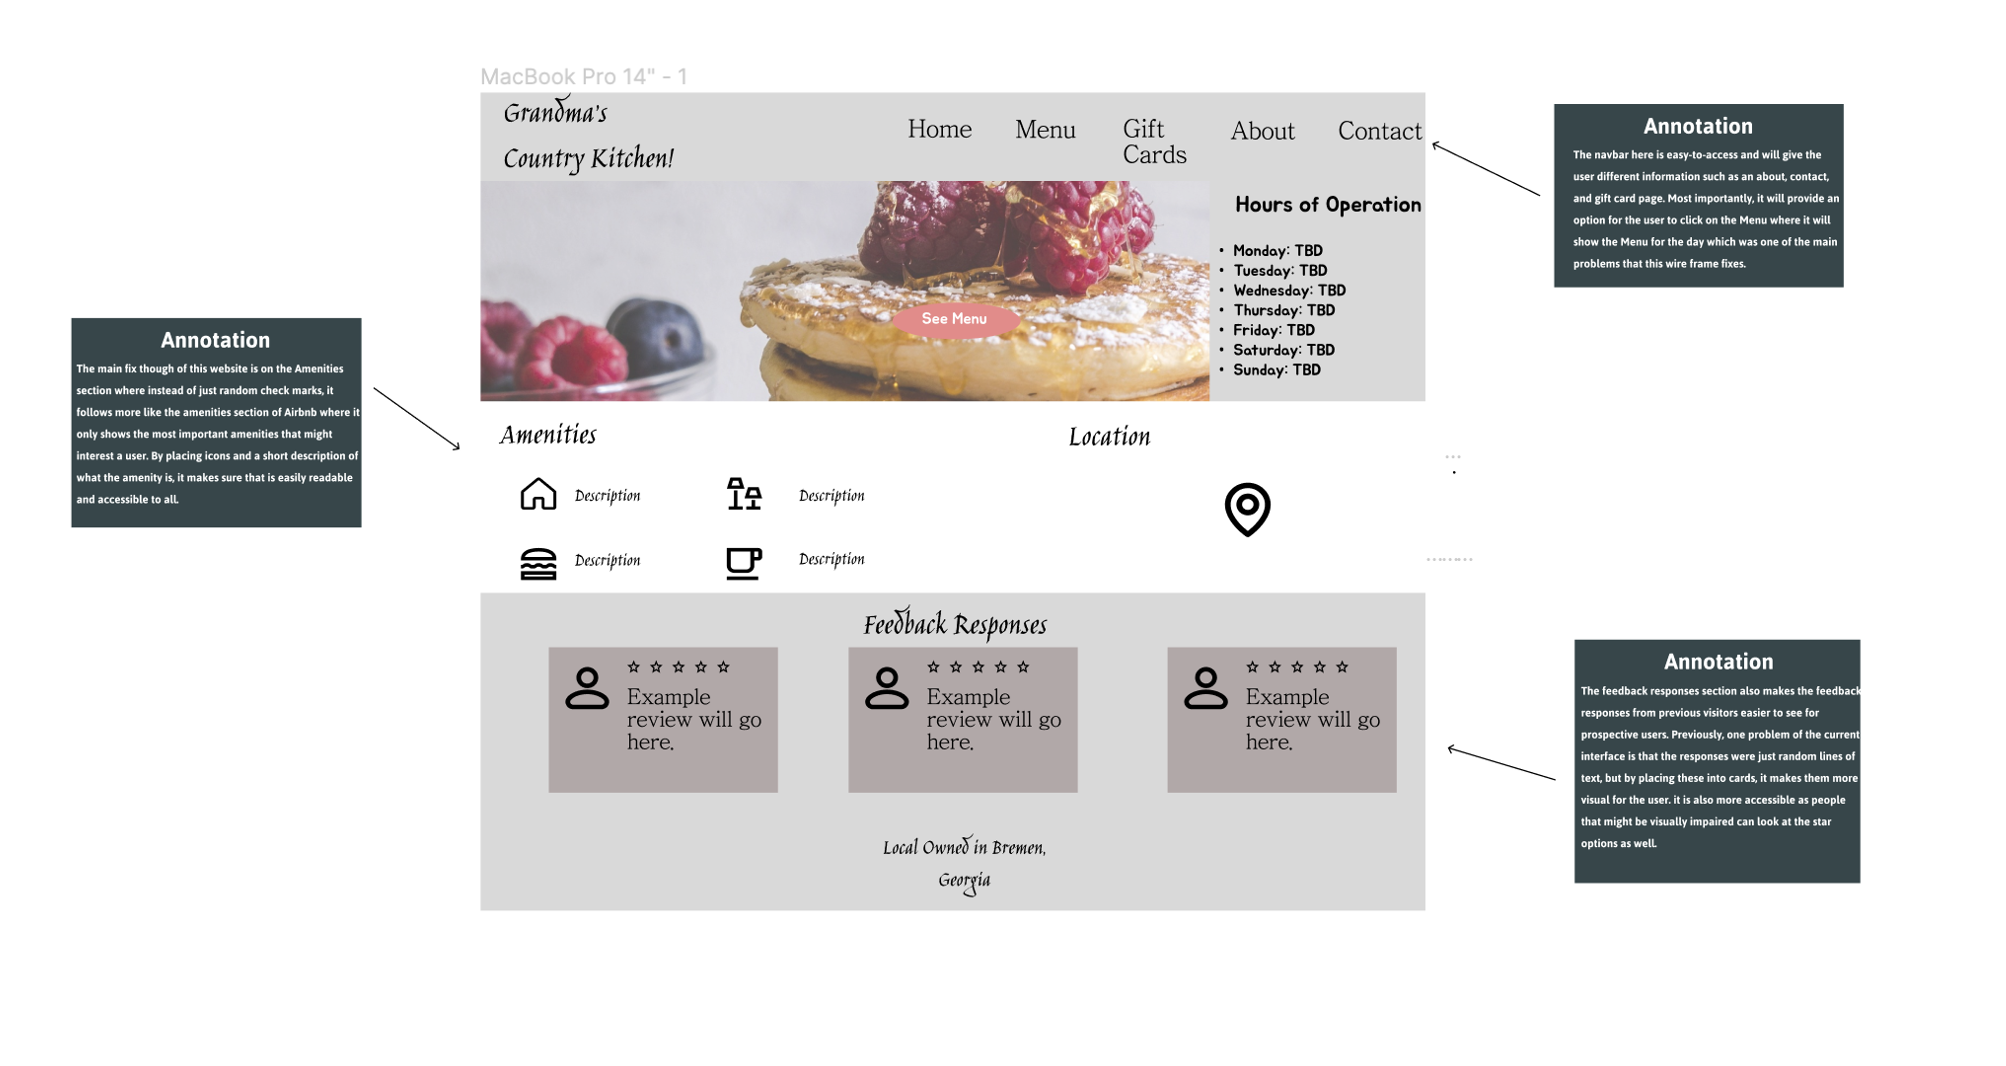 MacBook Pro 14" - 1
Grandma's
Country Kitchen!
Home
Menu
Gift
Cards
About
Contact
Hours of Operation
• Monday: TBD
• Tuesday: TBD
• Wednesday: TBD
• Thursday: TBD
• Friday: TBD
• Saturday: TBD
• Sunday: TBD
See Menu
Annotation
The navbar here is easy-to-access and will give the
user different information such as an about, contact,
and gift card page. Most importantly, it will provide an
option for the user to click on the Menu where it will
show the Menu for the day which was one of the main
problems that this wire frame fixes.
Annotation
The main fix though of this website is on the Amenities
section where instead of just random check marks, it
follows more like the amenities section of Airbnb where it
only shows the most important amenities that might
interest a user. By placing icons and a short description of
what the amenity is, it makes sure that is easily readable
and accessible to all.
Amenities
Description
Description
Description
Description
Location
Feedback Responses
Example
review will go
here.
Example
review will go
here.
Example
review will go
here.
Local Owned in Bremen,
Georgia
Annotation
The feedback responses section also makes the feedback
responses from previous visitors easier to see for
prospective users. Previously, one problem of the current
interface is that the responses were just random lines of
text, but by placing these into cards, it makes them more
visual for the user. it is also more accessible as people
that might be visually impaired can look at the star
options as well.